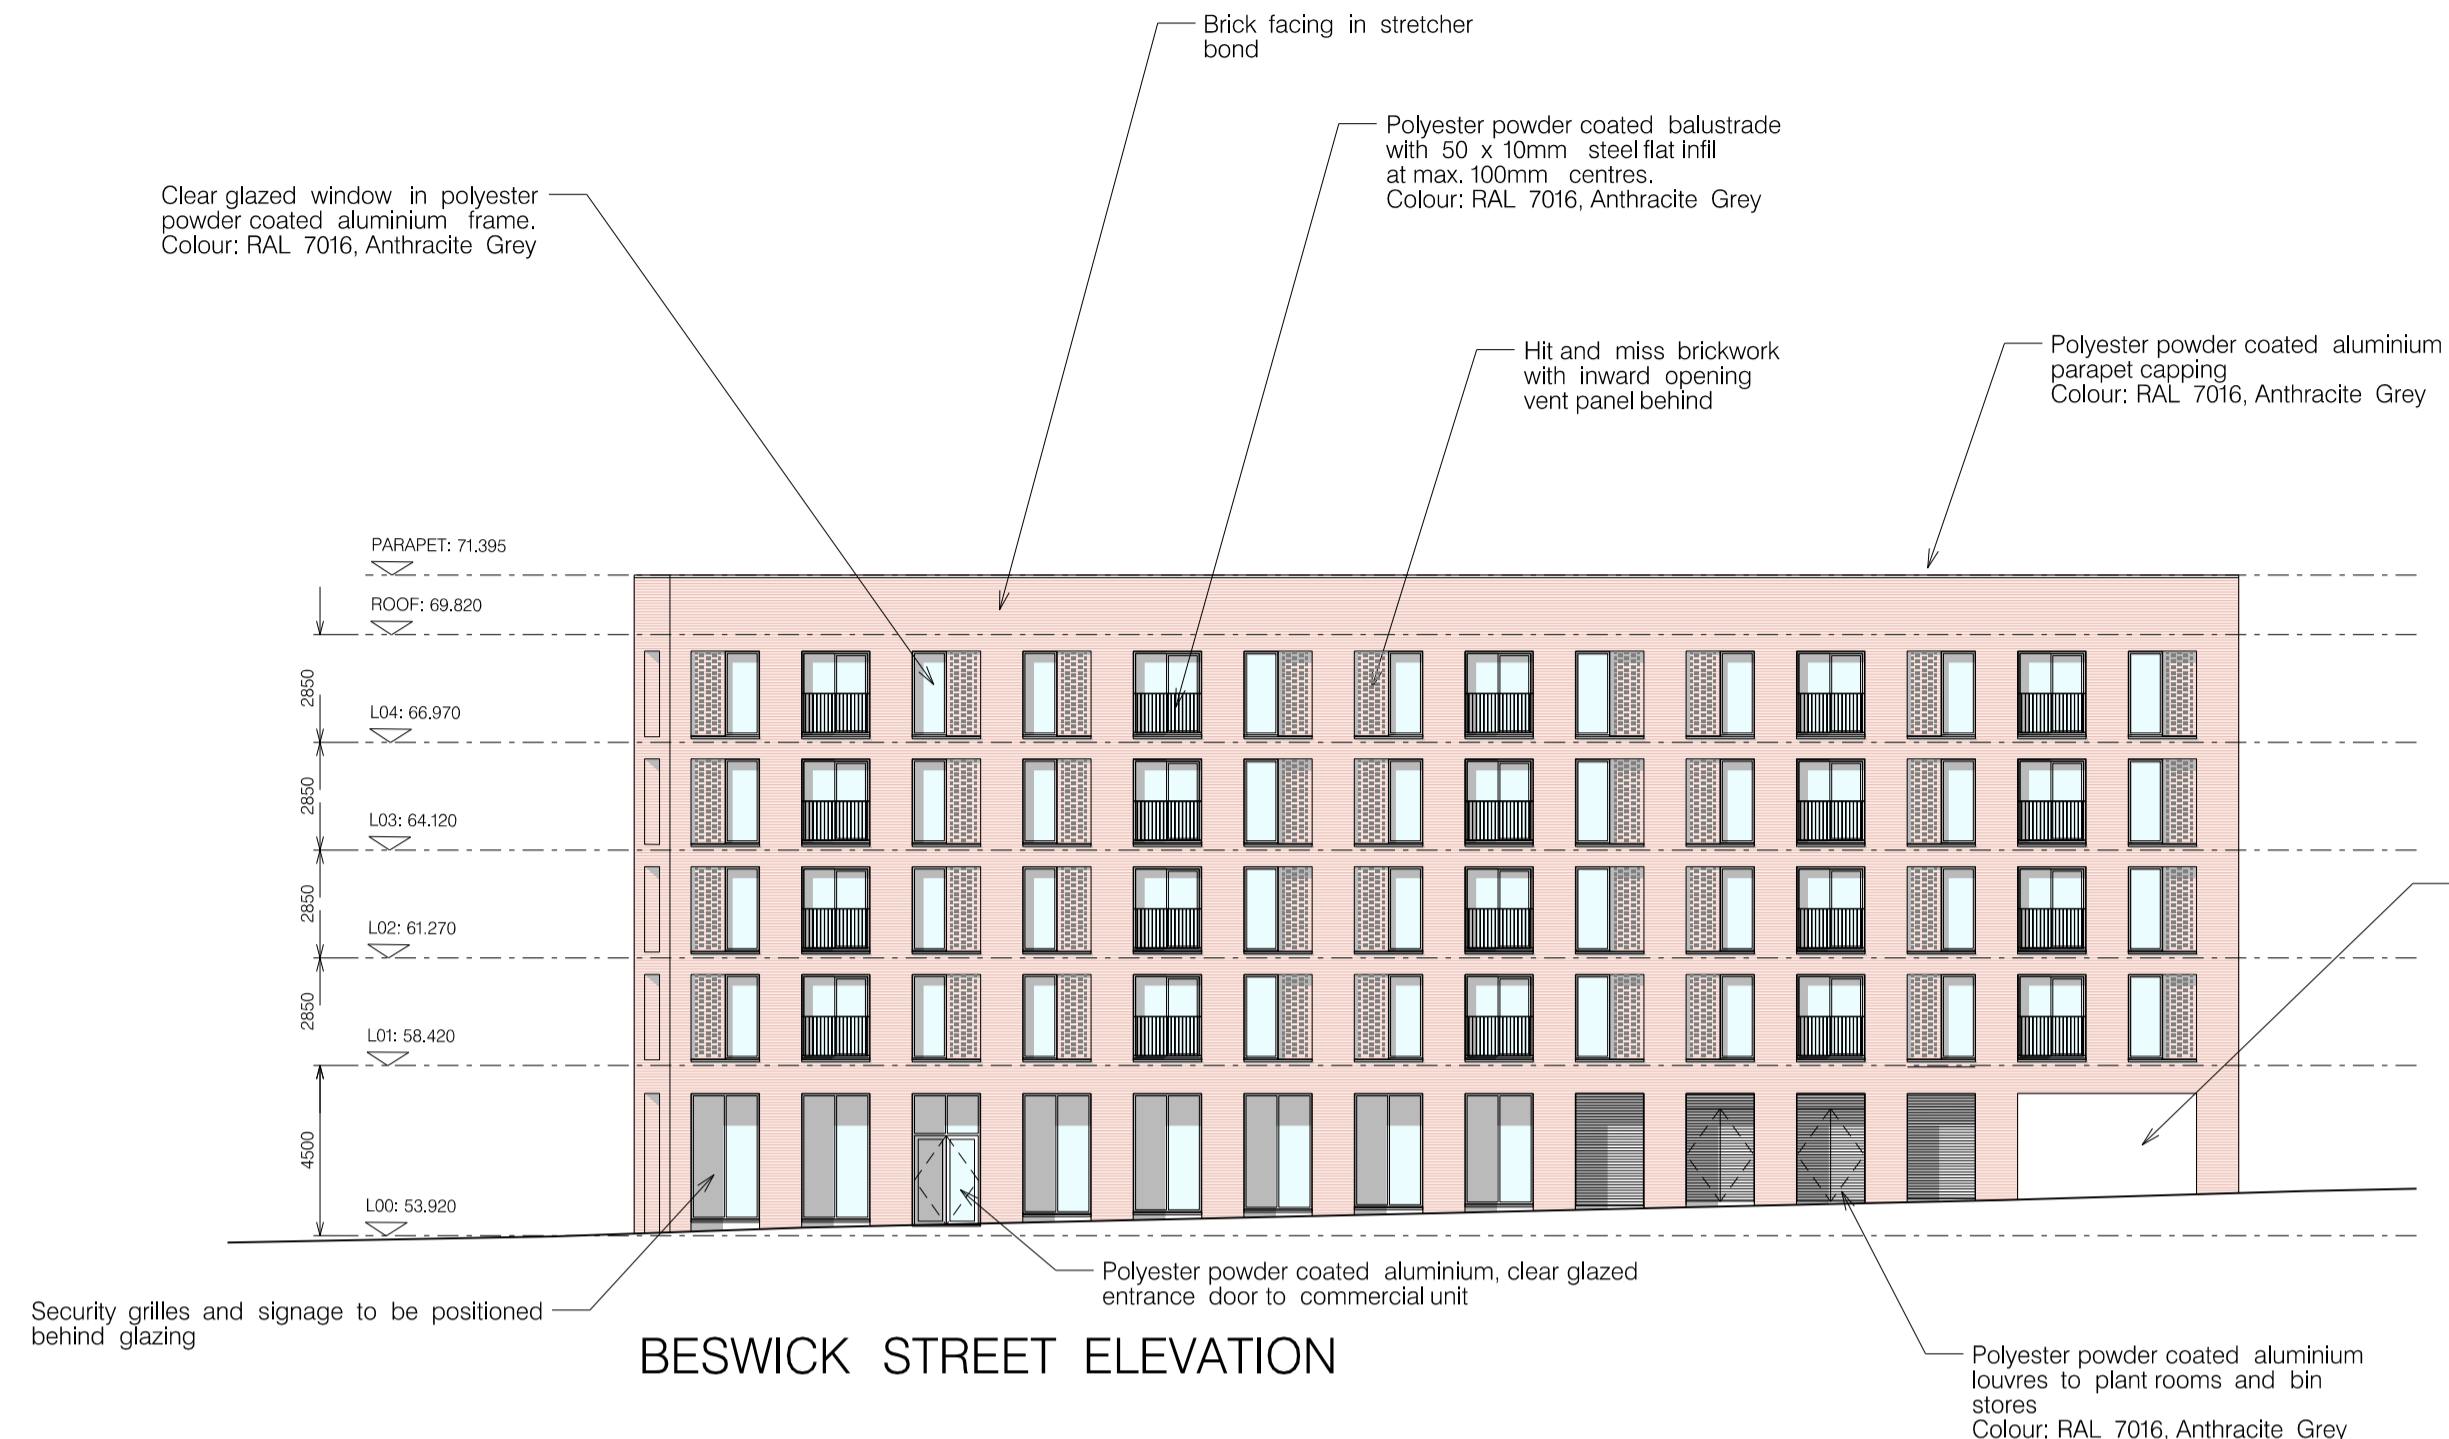 Brick facing in stretcher
bond
Polyester powder coated balustrade
with 50 x 10mm steel flat infil
at max. 100mm centres.
Colour: RAL 7016, Anthracite Grey
Clear glazed window in polyester
powder coated aluminium frame.
Colour: RAL 7016, Anthracite Grey
Hit and miss brickwork
with inward opening
vent panel behind
Polyester powder coated aluminium
parapet capping
Colour: RAL 7016, Anthracite Grey
PARAPET: 71.395
ROOF: 69.820
2850
L04: 66.970
2850
L03: 64.120
2850
L02: 61.270
2850
L01: 58.420
4500
L00: 53.920
Security grilles and signage to be positioned
behind glazing
Polyester powder coated aluminium, clear glazed
entrance door to commercial unit
BESWICK STREET ELEVATION
Polyester powder coated aluminium
louvres to plant rooms and bin
stores
Colour: RAL 7016, Anthracite Grey